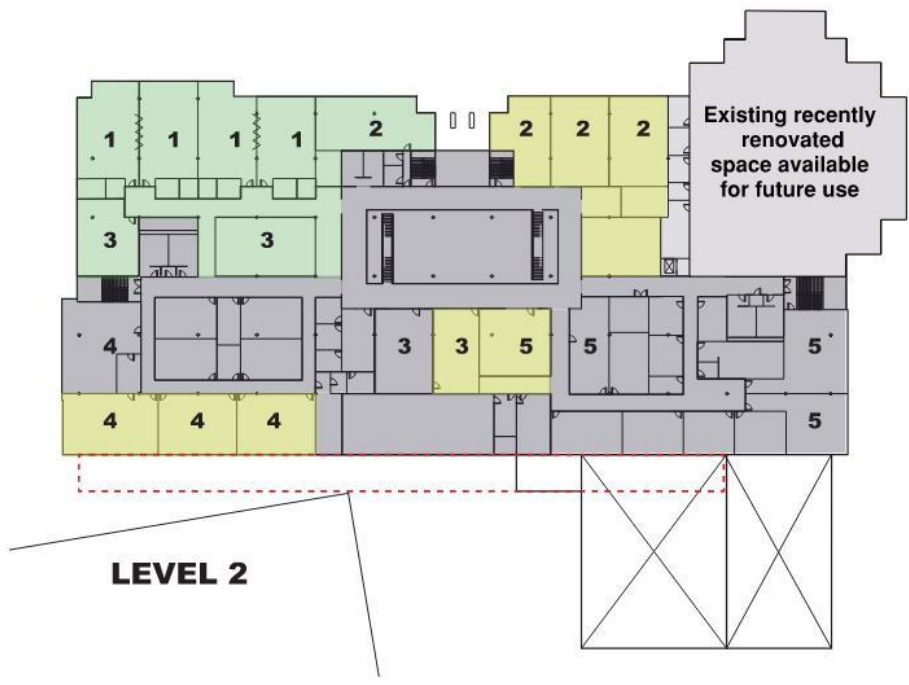 Existing recently
renovated
space available
for future use
1 1 1 1 2 2 2 2
3 3
4 3 3 5 5 5
4 4 4 5
LEVEL 2